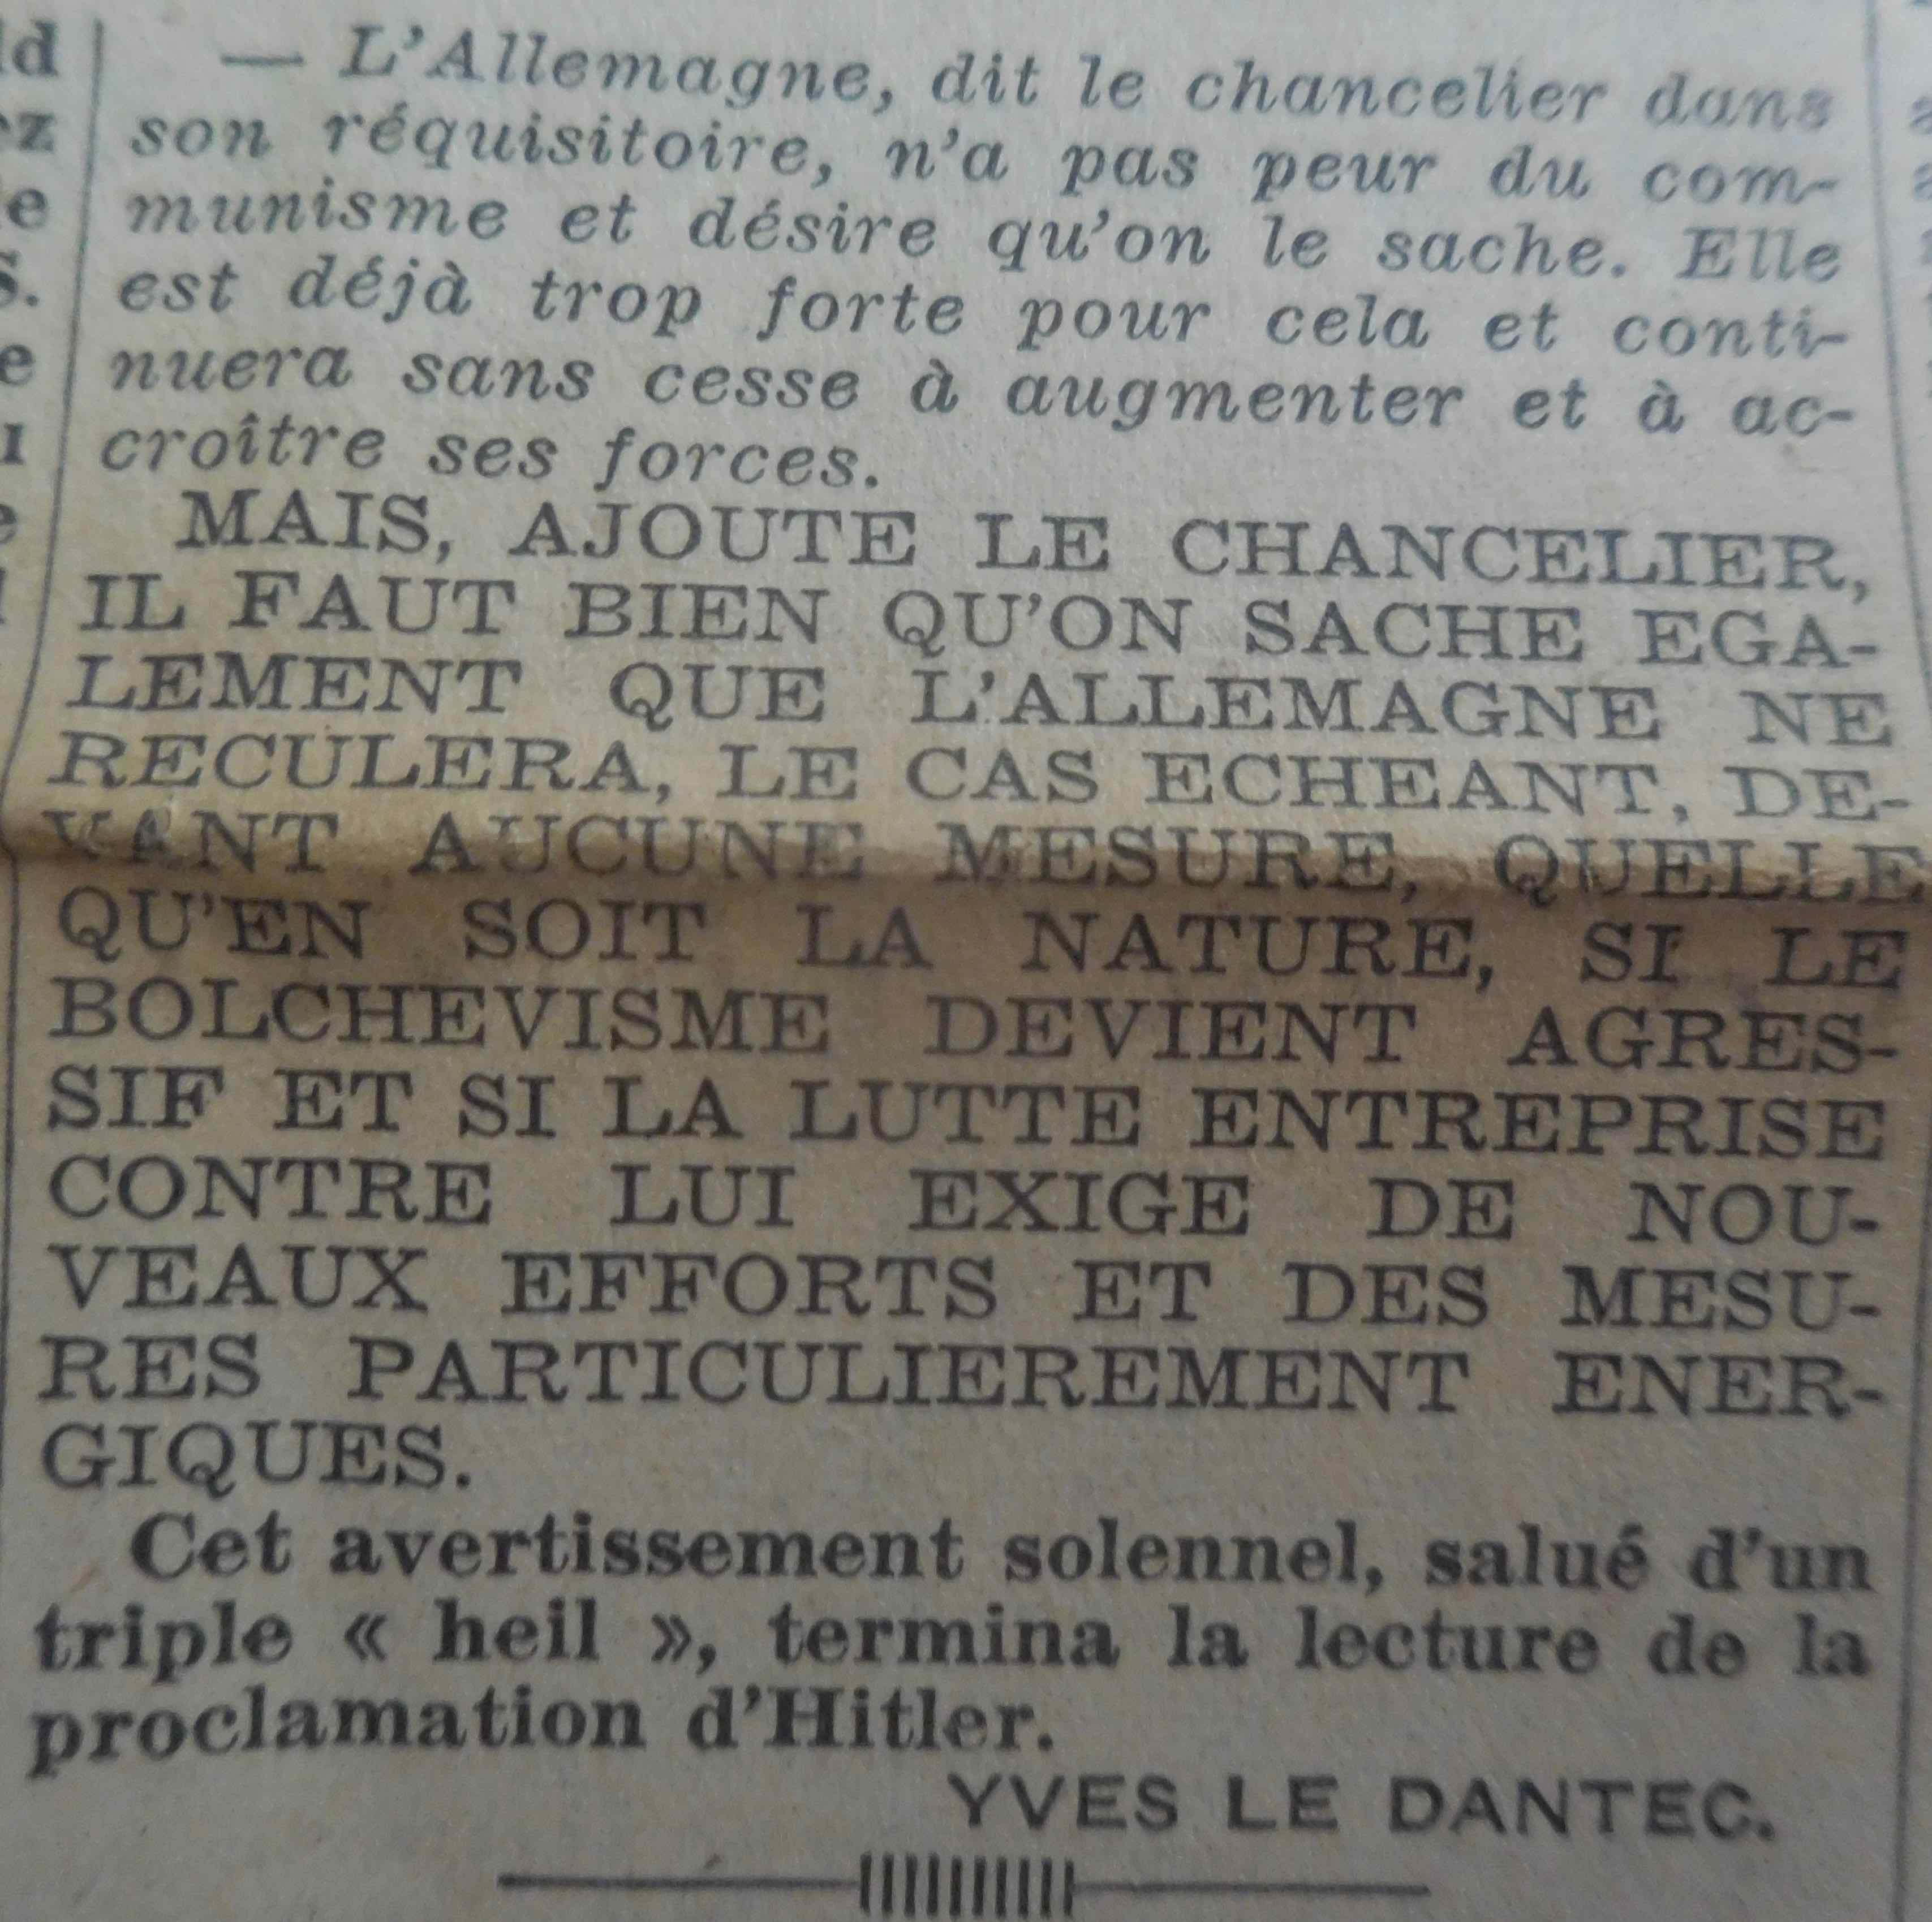 — L'Allemagne, dit le chancelier dans
son réquisitoire, n'a pas peur du com-
munisme et désire qu'on le sache. Elle
est déjà trop forte pour cela et conti-
nuera sans cesse à augmenter et à ac-
croître ses forces.
MAIS, AJOUTE LE CHANCELIER,
IL FAUT BIEN QU'ON SACHE EGA-
LEMENT QUE L'ALLEMAGNE NE
RECULERA, LE CAS ECHEANT, DE-
VANT AUCUNE MESURE, QUELLE
QU'EN SOIT LA NATURE, SI LE
BOLCHEVISME DEVIENT AGRES-
SIF ET SI LA LUTTE ENTREPRISE
CONTRE LUI EXIGE DE NOU-
VEAUX EFFORTS ET DES MESU-
RES PARTICULIEREMENT ENER-
GIQUES.
Cet avertissement solennel, salué d'un
triple « heil », termina la lecture de la
proclamation d'Hitler.
YVES LE DANTEC.